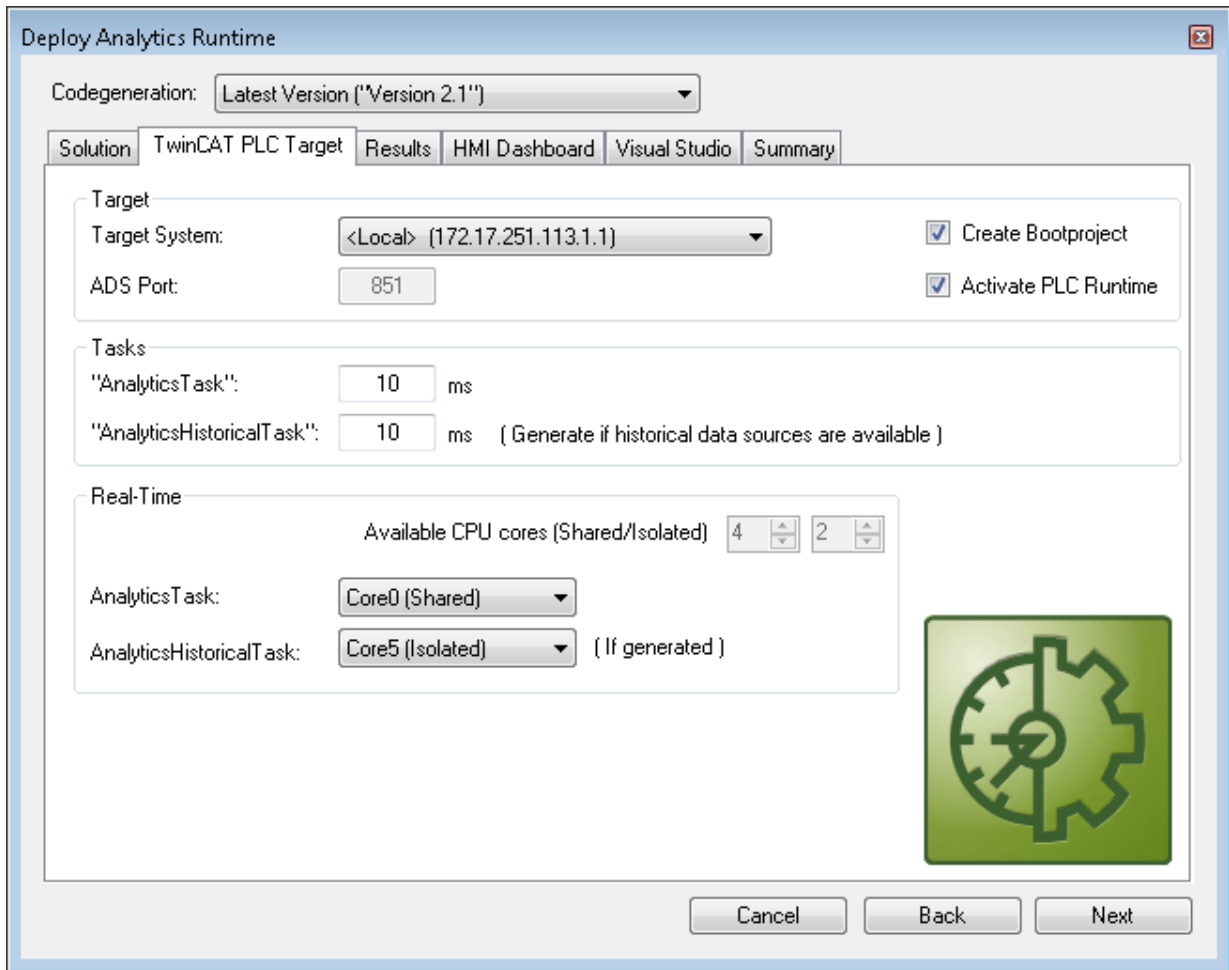 Deploy Analytics Runtime
Codegeneration: Latest Version ("Version 2.1")
Solution TwinCAT PLC Target Results HMI Dashboard Visual Studio Summary
Target
Target System: <Local> (172.17.251.113.1.1) Create Bootproject
ADS Port: 851 Activate PLC Runtime
Tasks
"AnalyticsTask": 10 ms
"AnalyticsHistoricalTask": 10 ms ( Generate if historical data sources are available )
Real-Time
Available CPU cores (Shared/Isolated) 4 2
AnalyticsTask: Core0 (Shared)
AnalyticsHistoricalTask: Core5 (Isolated) ( If generated )
Cancel Back Next